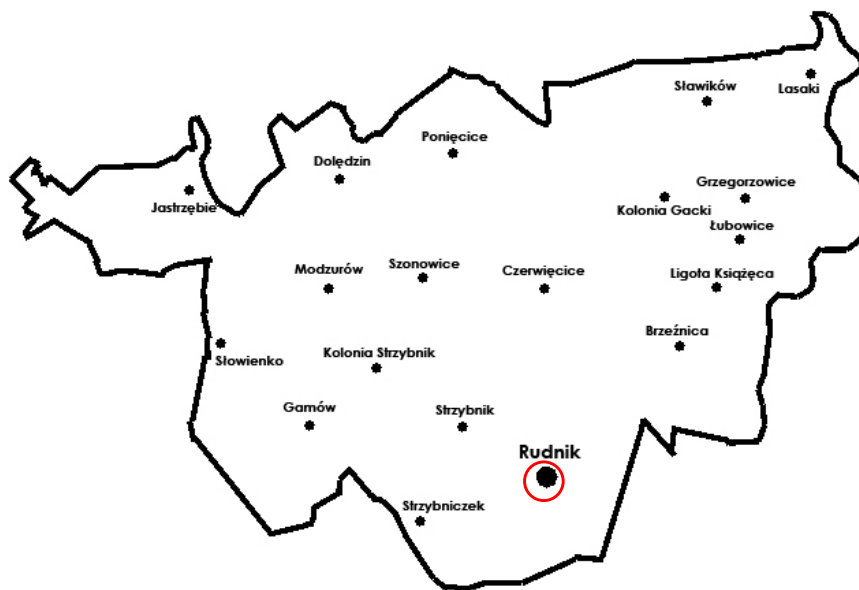 Sławików
Lasaki
Ponięcice
Dolędzin
Grzegorzowice
Jastrzębie
Kolonia Gacki
Łubowice
Szonowice
Modzurów
Czerwięcice
Ligota Książęca
Brzeźnica
Kolonia Strzybnik
Słowienko
Gamów
Strzybnik
Rudnik
Strzybniczek